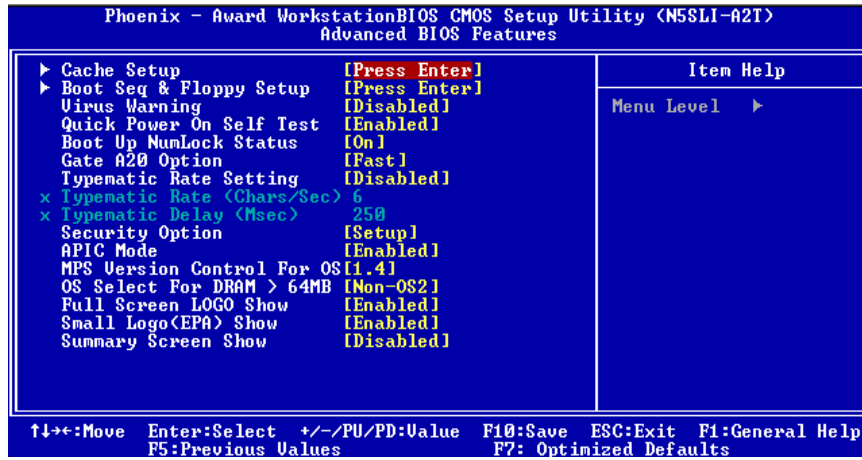 Phoenix - Award WorkstationBIOS CMOS Setup Utility (N5SLI-A2T)
Advanced BIOS Features
Cache Setup [Press Enter]
Boot Seq & Floppy Setup [Press Enter]
Virus Warning [Disabled]
Quick Power On Self Test [Enabled]
Boot Up NumLock Status [On]
Gate A20 Option [Fast]
Typematic Rate Setting [Disabled]
x Typematic Rate (Chars/Sec) 6
x Typematic Delay (Msec) 250
Security Option [Setup]
APIC Mode [Enabled]
MPS Version Control For OS[1.4]
OS Select For DRAM > 64MB [Non-OS2]
Full Screen LOGO Show [Enabled]
Small Logo(EPA) Show [Enabled]
Summary Screen Show [Disabled]
Item Help
Menu Level ▶
↑↓→←:Move Enter:Select +/-/PU/PD:Value F10:Save ESC:Exit F1:General Help
F5:Previous Values F7: Optimized Defaults